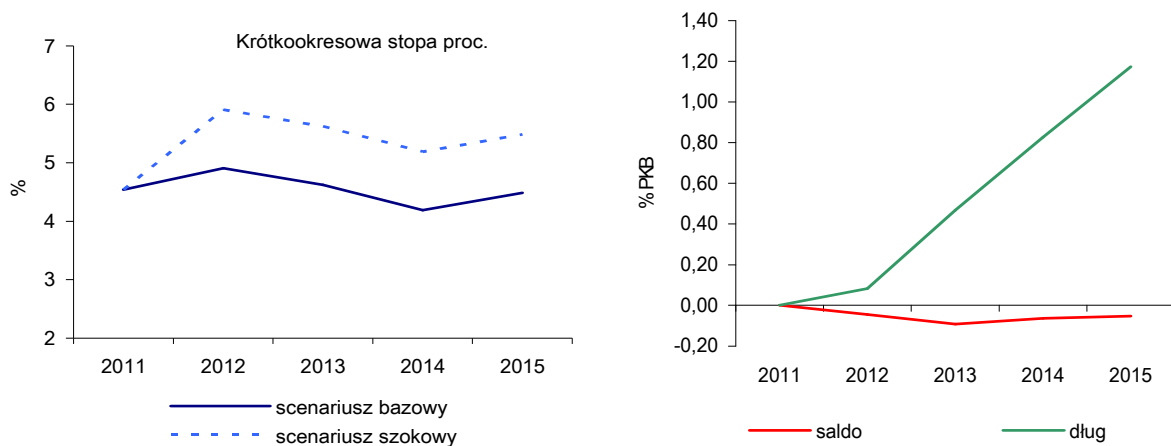 Krótkookresowa stopa proc.
%
7
6
5
4
3
2
2011 2012 2013 2014 2015
scenariusz bazowy
scenariusz szokowy
% PKB
1,40
1,20
1,00
0,80
0,60
0,40
0,20
0,00
-0,20
2011 2012 2013 2014 2015
saldo dług